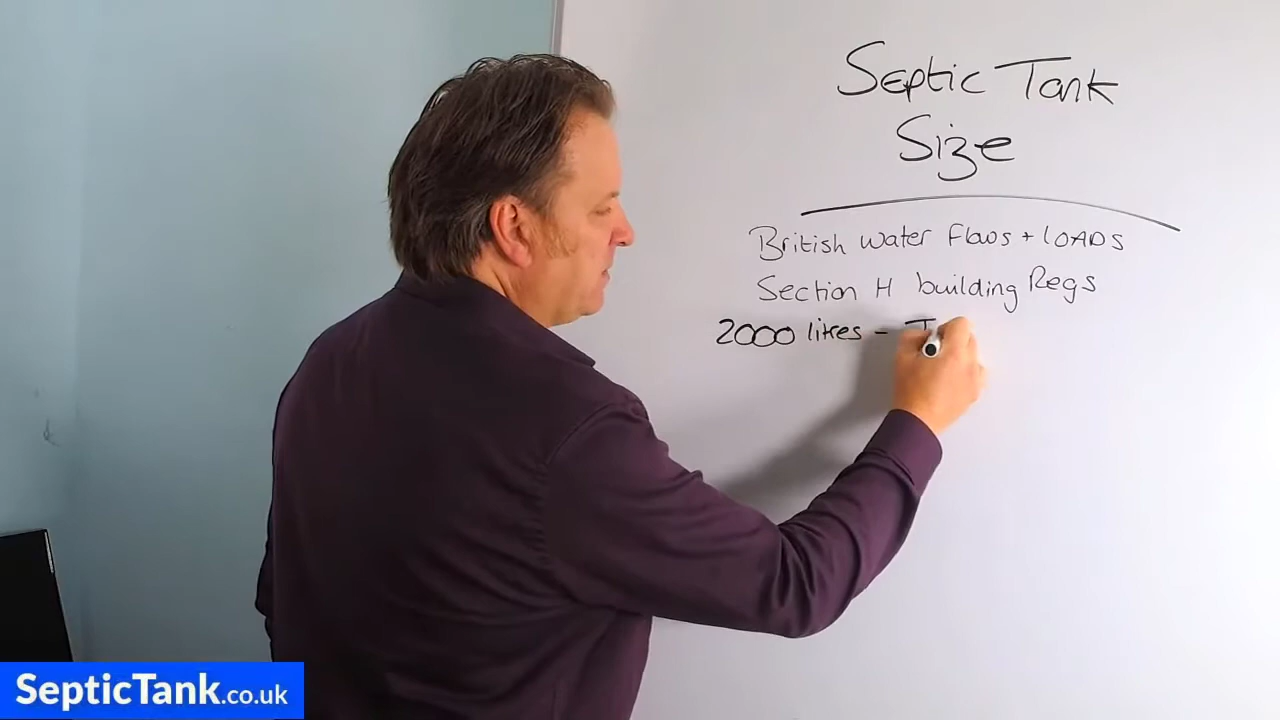 Septic Tank
Size
British Water Flows + LOADS
Section H building Regs
2000 litres - T
SepticTank.co.uk